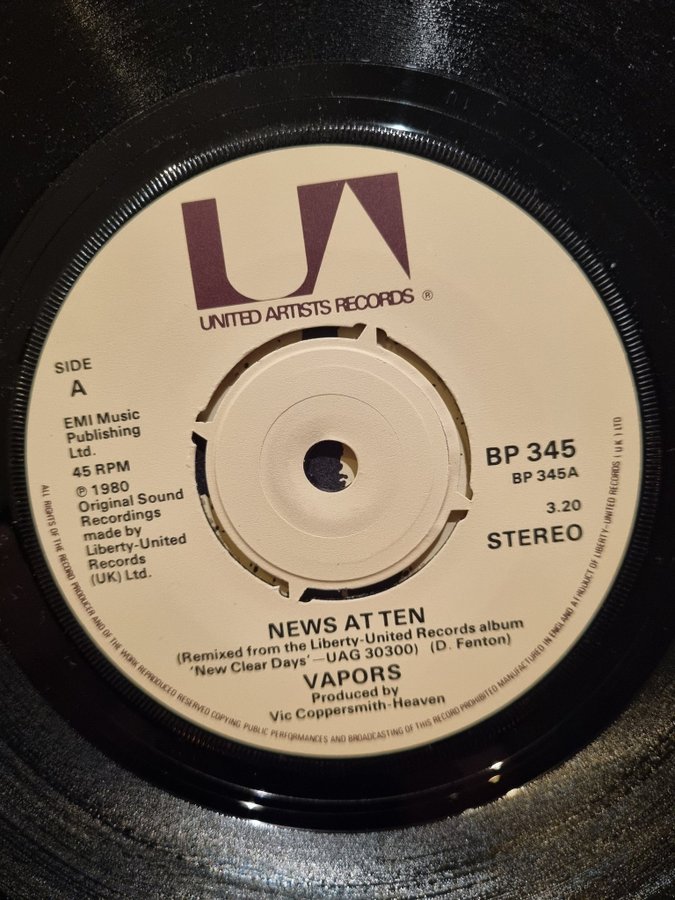 UA
UNITED ARTISTS RECORDS ®
SIDE
A
EMI Music
Publishing
Ltd.
45 RPM
℗ 1980
Original Sound
Recordings
made by
Liberty-United
Records
(UK) Ltd.
BP 345
BP 345A
3.20
STEREO
NEWS AT TEN
(Remixed from the Liberty-United Records album
'New Clear Days'—UAG 30300) (D. Fenton)
VAPORS
Produced by
Vic Coppersmith-Heaven
ALL RIGHTS OF THE RECORD PRODUCER AND OF THE WORK REPRODUCED RESERVED COPYING PUBLIC PERFORMANCES AND BROADCASTING OF THIS RECORD PROHIBITED MANUFACTURED IN ENGLAND A PRODUCT OF LIBERTY-UNITED RECORDS (UK) LTD